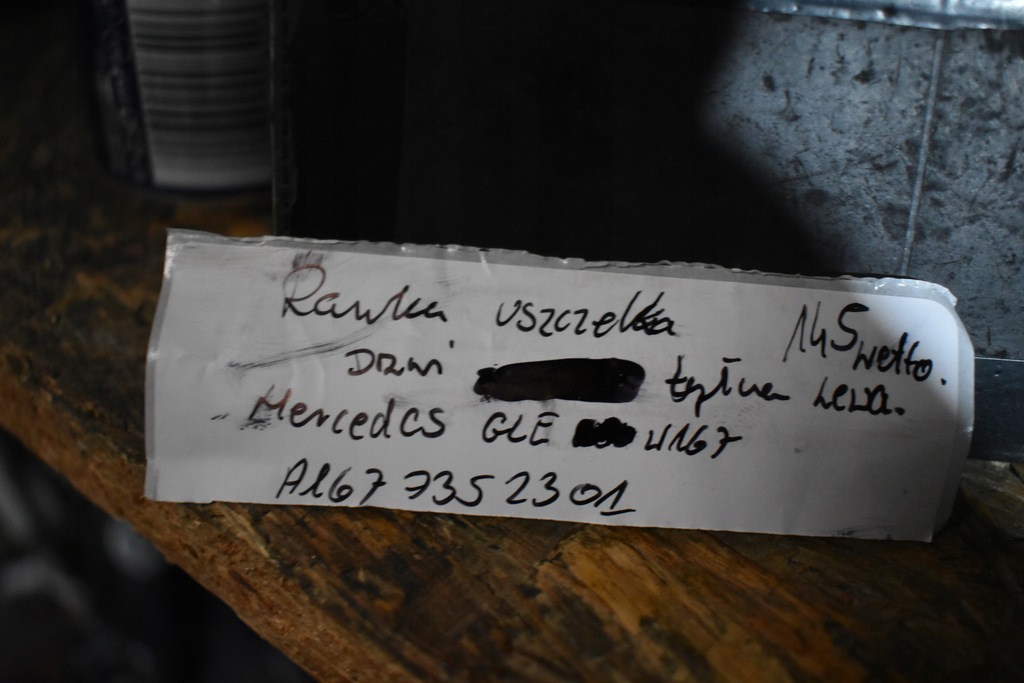 Ramka uszczelka
Drzwi tylna Lewa.
145 netto.
Mercedes GLE W167
A167 735 23 01